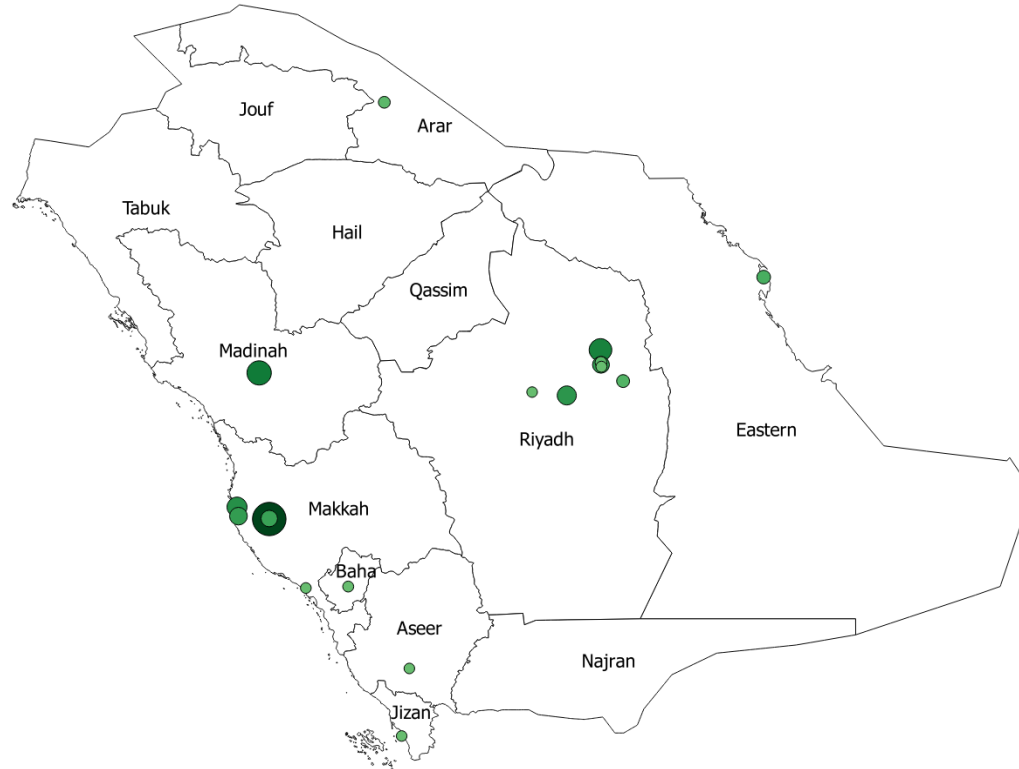 Jouf
Arar
Tabuk
Hail
Qassim
Madinah
Riyadh
Eastern
Makkah
Baha
Aseer
Najran
Jizan